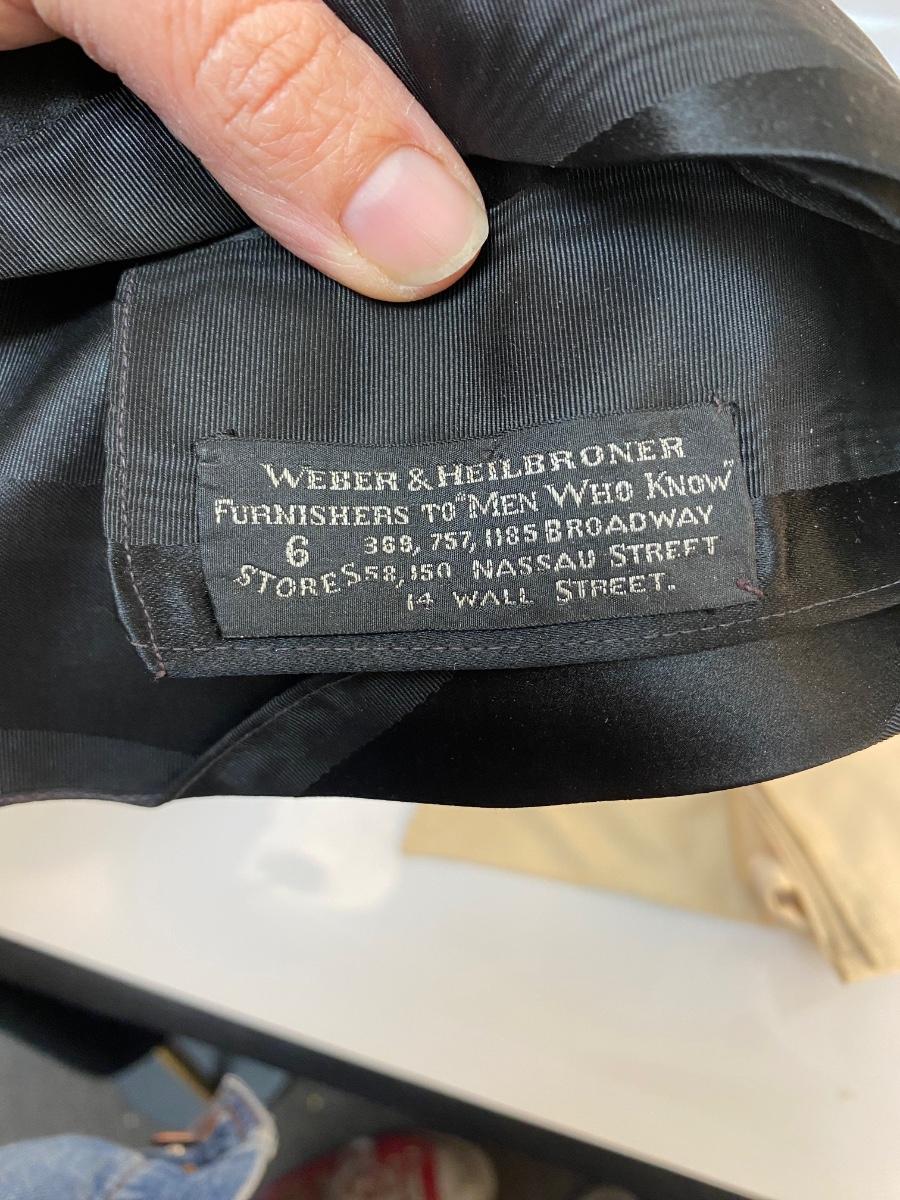 WEBER & HEILBRONER
FURNISHERS TO "MEN WHO KNOW"
6 STORES
369, 757, 1185 BROADWAY
58, 150 NASSAU STREET
14 WALL STREET.